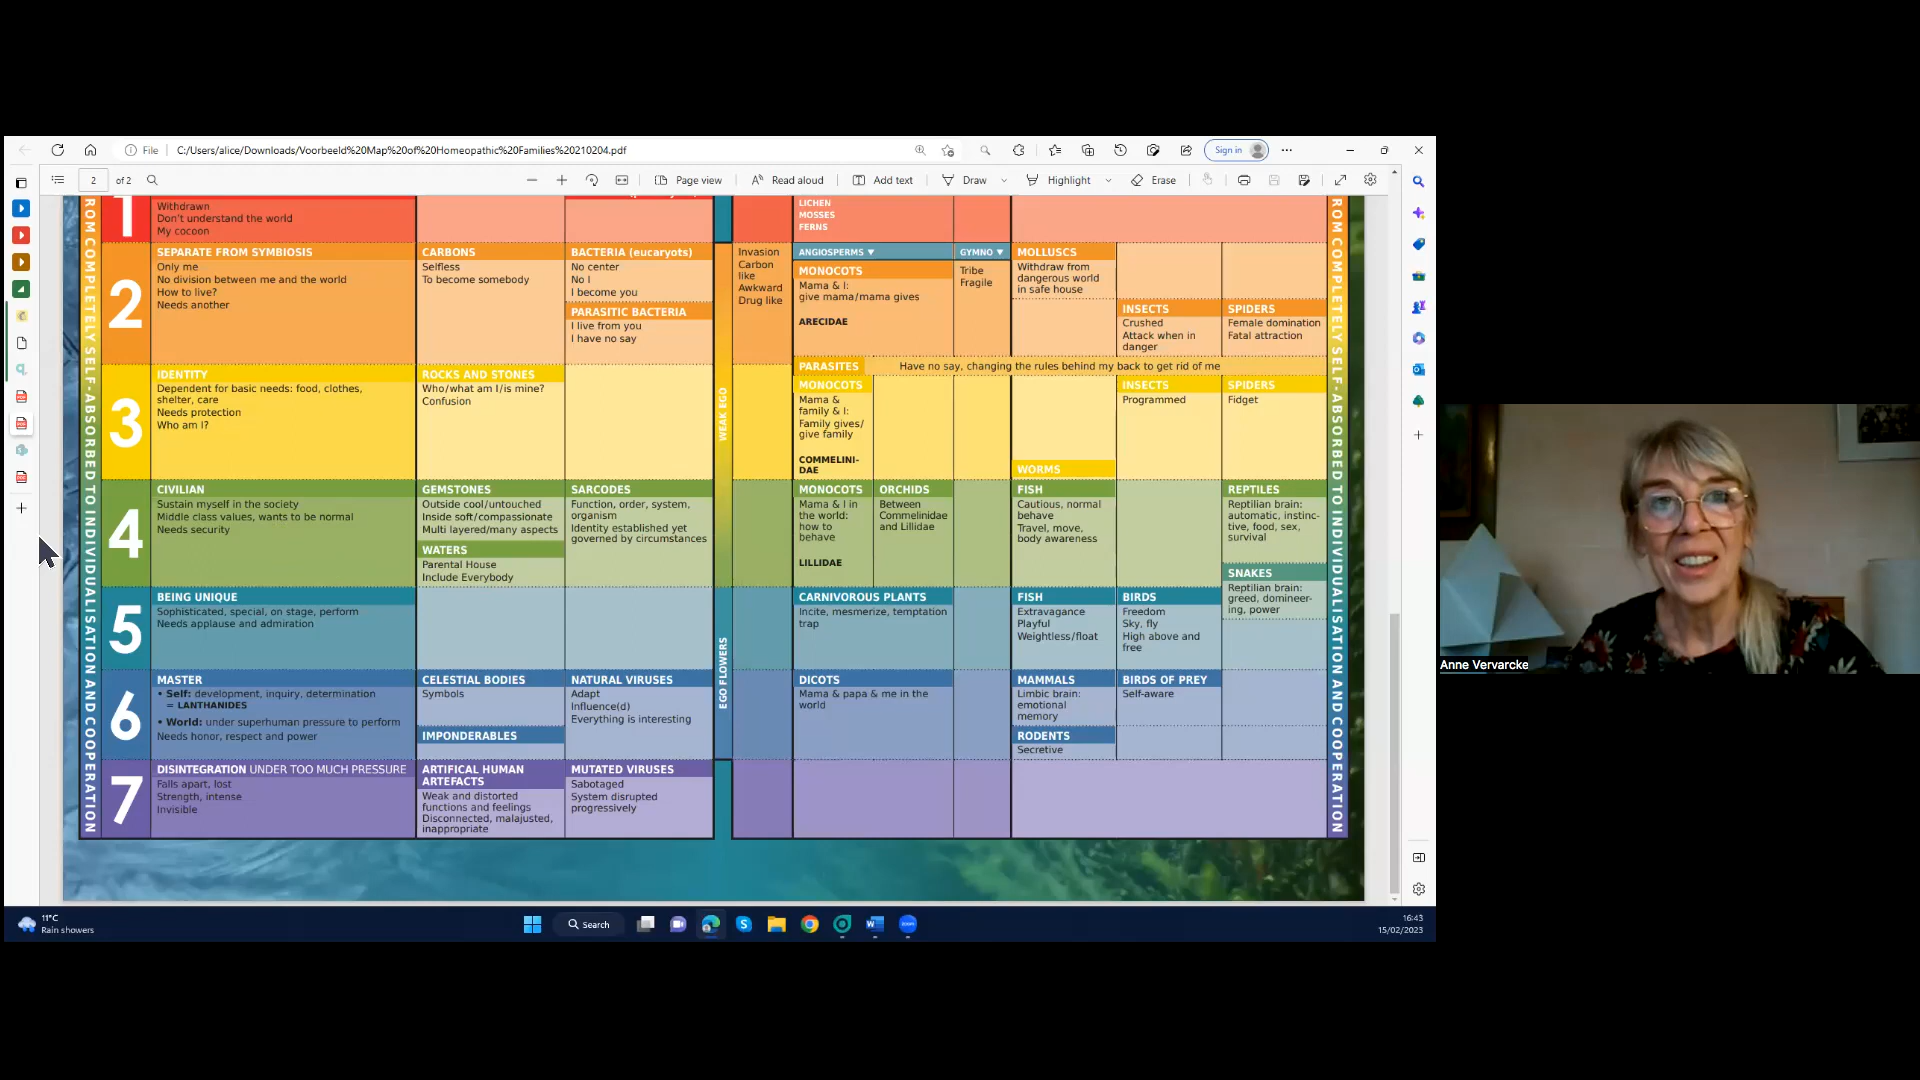 File
C:/Users/alice/Downloads/Voorbeeld%20Map%20of%20Homeopathic%20Families%20210204.pdf
Sign in
2
of 2
Page view
Read aloud
Add text
Draw
Highlight
Erase
ROM COMPLETELY SELF-ABSORBED TO INDIVIDUALISATION AND COOPERATION
1
Withdrawn
Don't understand the world
My cocoon
LICHEN
MOSSES
FERNS
2
SEPARATE FROM SYMBIOSIS
Only me
No division between me and the world
How to live?
Needs another
CARBONS
Selfless
To become somebody
BACTERIA (eucaryots)
No center
No I
I become you
PARASITIC BACTERIA
I live from you
I have no say
Invasion
Carbon
like
Awkward
Drug like
ANGIOSPERMS ▼
MONOCOTS
Mama & I:
give mama/mama gives
ARECIDAE
GYMNO ▼
Tribe
Fragile
MOLLUSCS
Withdraw from
dangerous world
in safe house
INSECTS
Crushed
Attack when in
danger
SPIDERS
Female domination
Fatal attraction
PARASITES
Have no say, changing the rules behind my back to get rid of me
3
IDENTITY
Dependent for basic needs: food, clothes,
shelter, care
Needs protection
Who am I?
ROCKS AND STONES
Who/what am I/is mine?
Confusion
WEAK EGO
MONOCOTS
Mama &
family & I:
Family gives/
give family
COMMELINI-
DAE
WORMS
INSECTS
Programmed
SPIDERS
Fidget
4
CIVILIAN
Sustain myself in the society
Middle class values, wants to be normal
Needs security
GEMSTONES
Outside cool/untouched
Inside soft/compassionate
Multi layered/many aspects
WATERS
Parental House
Include Everybody
SARCODES
Function, order, system,
organism
Identity established yet
governed by circumstances
MONOCOTS
Mama & I in
the world:
how to
behave
LILLIDAE
ORCHIDS
Between
Commelinidae
and Lillidae
FISH
Cautious, normal
behave
Travel, move,
body awareness
REPTILES
Reptilian brain:
automatic, instinc-
tive, food, sex,
survival
SNAKES
Reptilian brain:
greed, domineer-
ing, power
5
BEING UNIQUE
Sophisticated, special, on stage, perform
Needs applause and admiration
EGO FLOWERS
CARNIVOROUS PLANTS
Incite, mesmerize, temptation
trap
FISH
Extravagance
Playful
Weightless/float
BIRDS
Freedom
Sky, fly
High above and
free
6
MASTER
• Self: development, inquiry, determination
= LANTHANIDES
• World: under superhuman pressure to perform
Needs honor, respect and power
CELESTIAL BODIES
Symbols
IMPONDERABLES
NATURAL VIRUSES
Adapt
Influence(d)
Everything is interesting
DICOTS
Mama & papa & me in the
world
MAMMALS
Limbic brain:
emotional
memory
RODENTS
Secretive
BIRDS OF PREY
Self-aware
7
DISINTEGRATION UNDER TOO MUCH PRESSURE
Falls apart, lost
Strength, intense
Invisible
ARTIFICAL HUMAN
ARTEFACTS
Weak and distorted
functions and feelings
Disconnected, malajusted,
inappropriate
MUTATED VIRUSES
Sabotaged
System disrupted
progressively
ROM COMPLETELY SELF-ABSORBED TO INDIVIDUALISATION AND COOPERATION
Anne Vervarcke
11°C
Rain showers
Search
16:43
15/02/2023